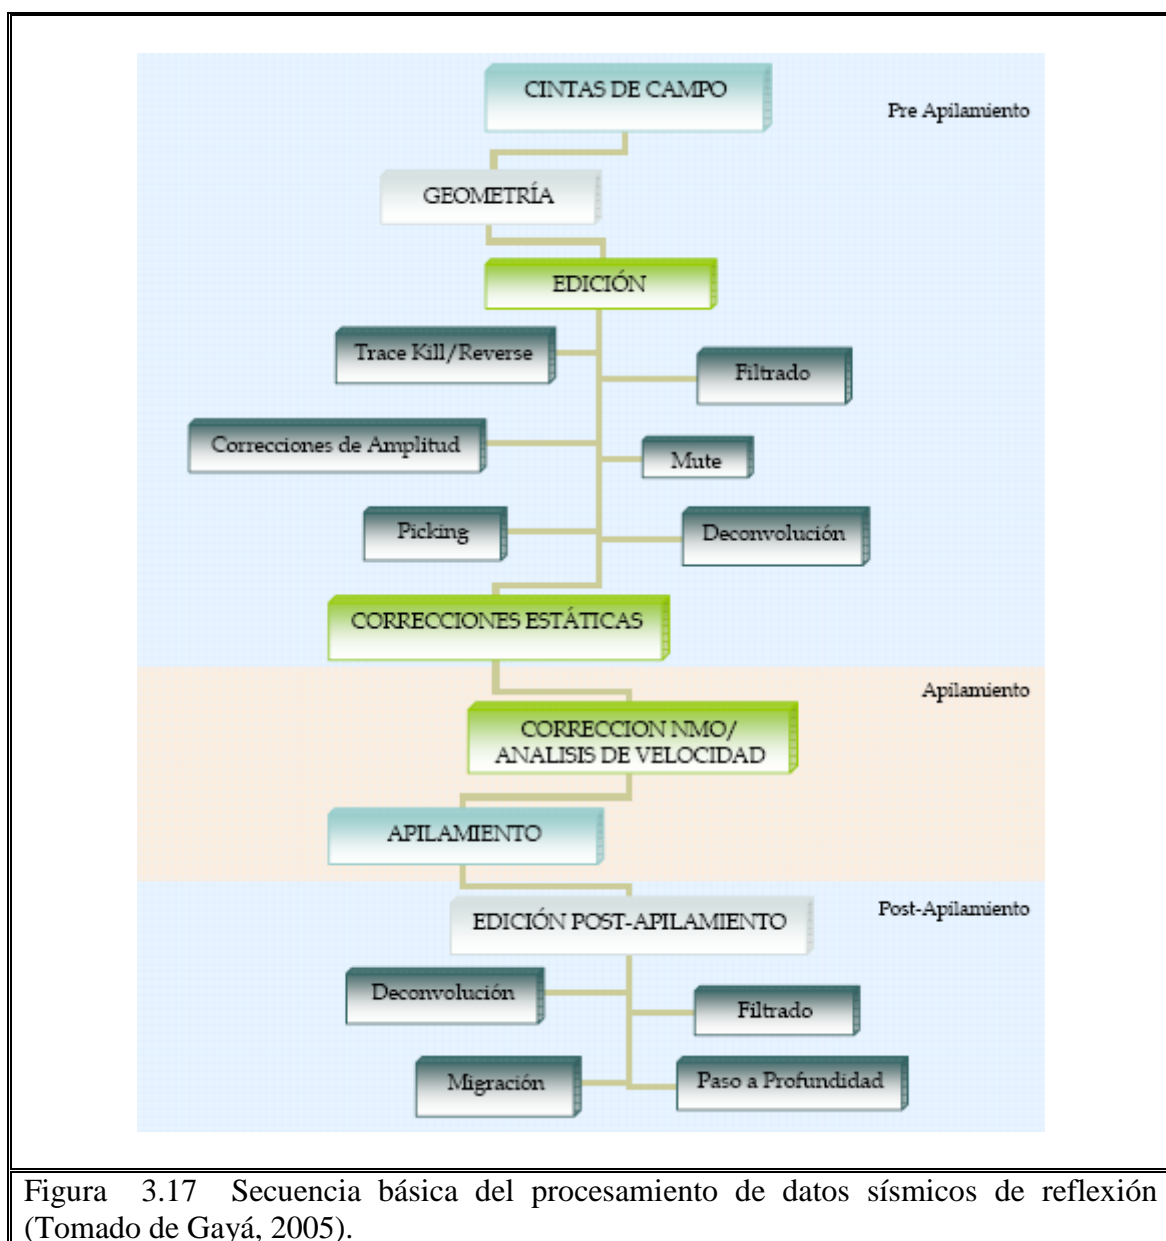 CINTAS DE CAMPO
Pre Apilamiento
GEOMETRÍA
EDICIÓN
Trace Kill/Reverse
Filtrado
Correcciones de Amplitud
Mute
Picking
Deconvolución
CORRECCIONES ESTÁTICAS
Apilamiento
CORRECCION NMO/
ANALISIS DE VELOCIDAD
APILAMIENTO
Post-Apilamiento
EDICIÓN POST-APILAMIENTO
Deconvolución
Filtrado
Migración
Paso a Profundidad
Figura 3.17 Secuencia básica del procesamiento de datos sísmicos de reflexión
(Tomado de Gayá, 2005).